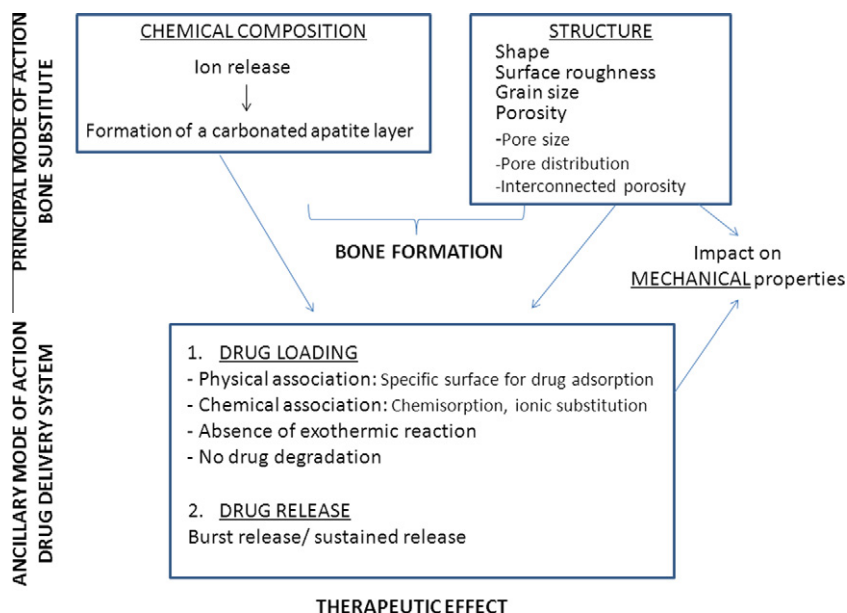 PRINCIPAL MODE OF ACTION
BONE SUBSTITUTE
CHEMICAL COMPOSITION
Ion release
Formation of a carbonated apatite layer
STRUCTURE
Shape
Surface roughness
Grain size
Porosity
-Pore size
-Pore distribution
-Interconnected porosity
BONE FORMATION
Impact on
MECHANICAL properties
ANCILLARY MODE OF ACTION
DRUG DELIVERY SYSTEM
1. DRUG LOADING
- Physical association: Specific surface for drug adsorption
- Chemical association: Chemisorption, ionic substitution
- Absence of exothermic reaction
- No drug degradation
2. DRUG RELEASE
Burst release/ sustained release
THERAPEUTIC EFFECT